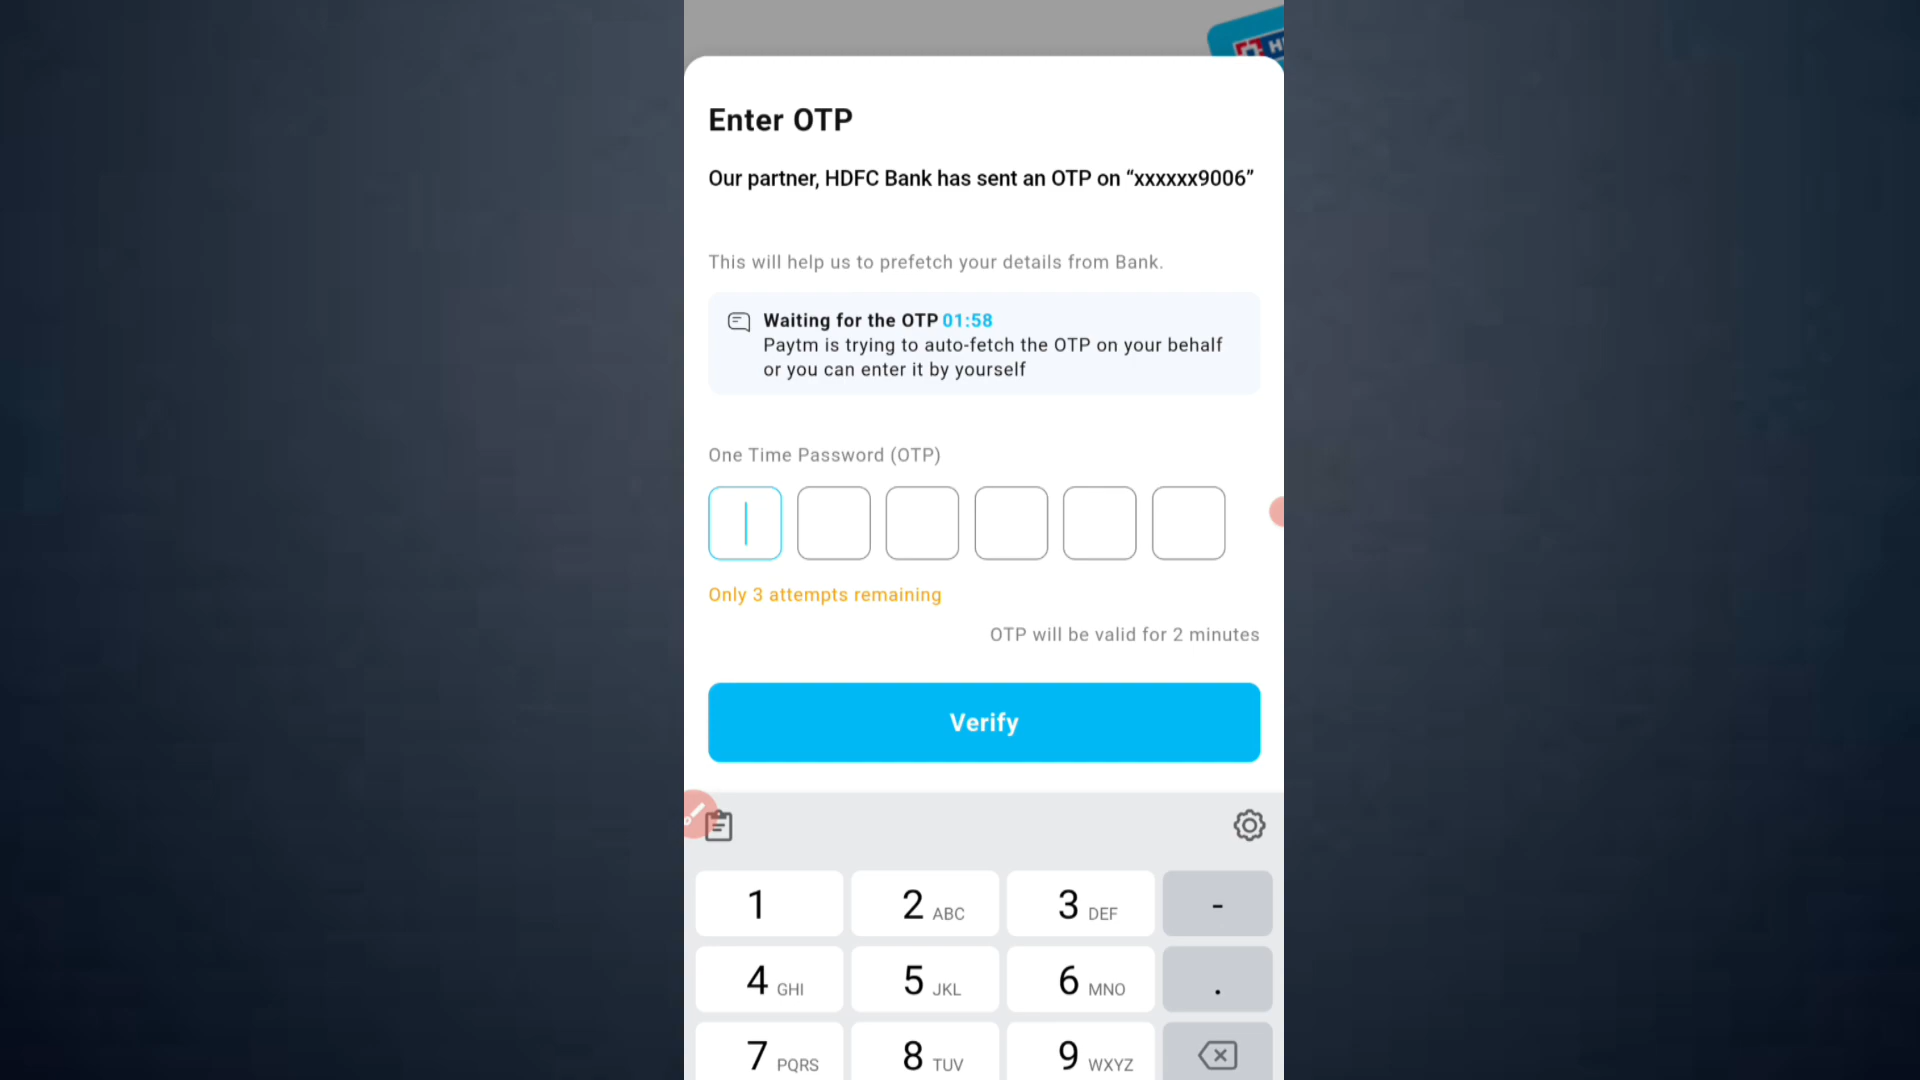 Enter OTP
Our partner, HDFC Bank has sent an OTP on “xxxxxx9006”
This will help us to prefetch your details from Bank.
Waiting for the OTP 01:58
Paytm is trying to auto-fetch the OTP on your behalf
or you can enter it by yourself
One Time Password (OTP)
Only 3 attempts remaining
OTP will be valid for 2 minutes
Verify
1 2 ABC 3 DEF -
4 GHI 5 JKL 6 MNO .
7 PQRS 8 TUV 9 WXYZ